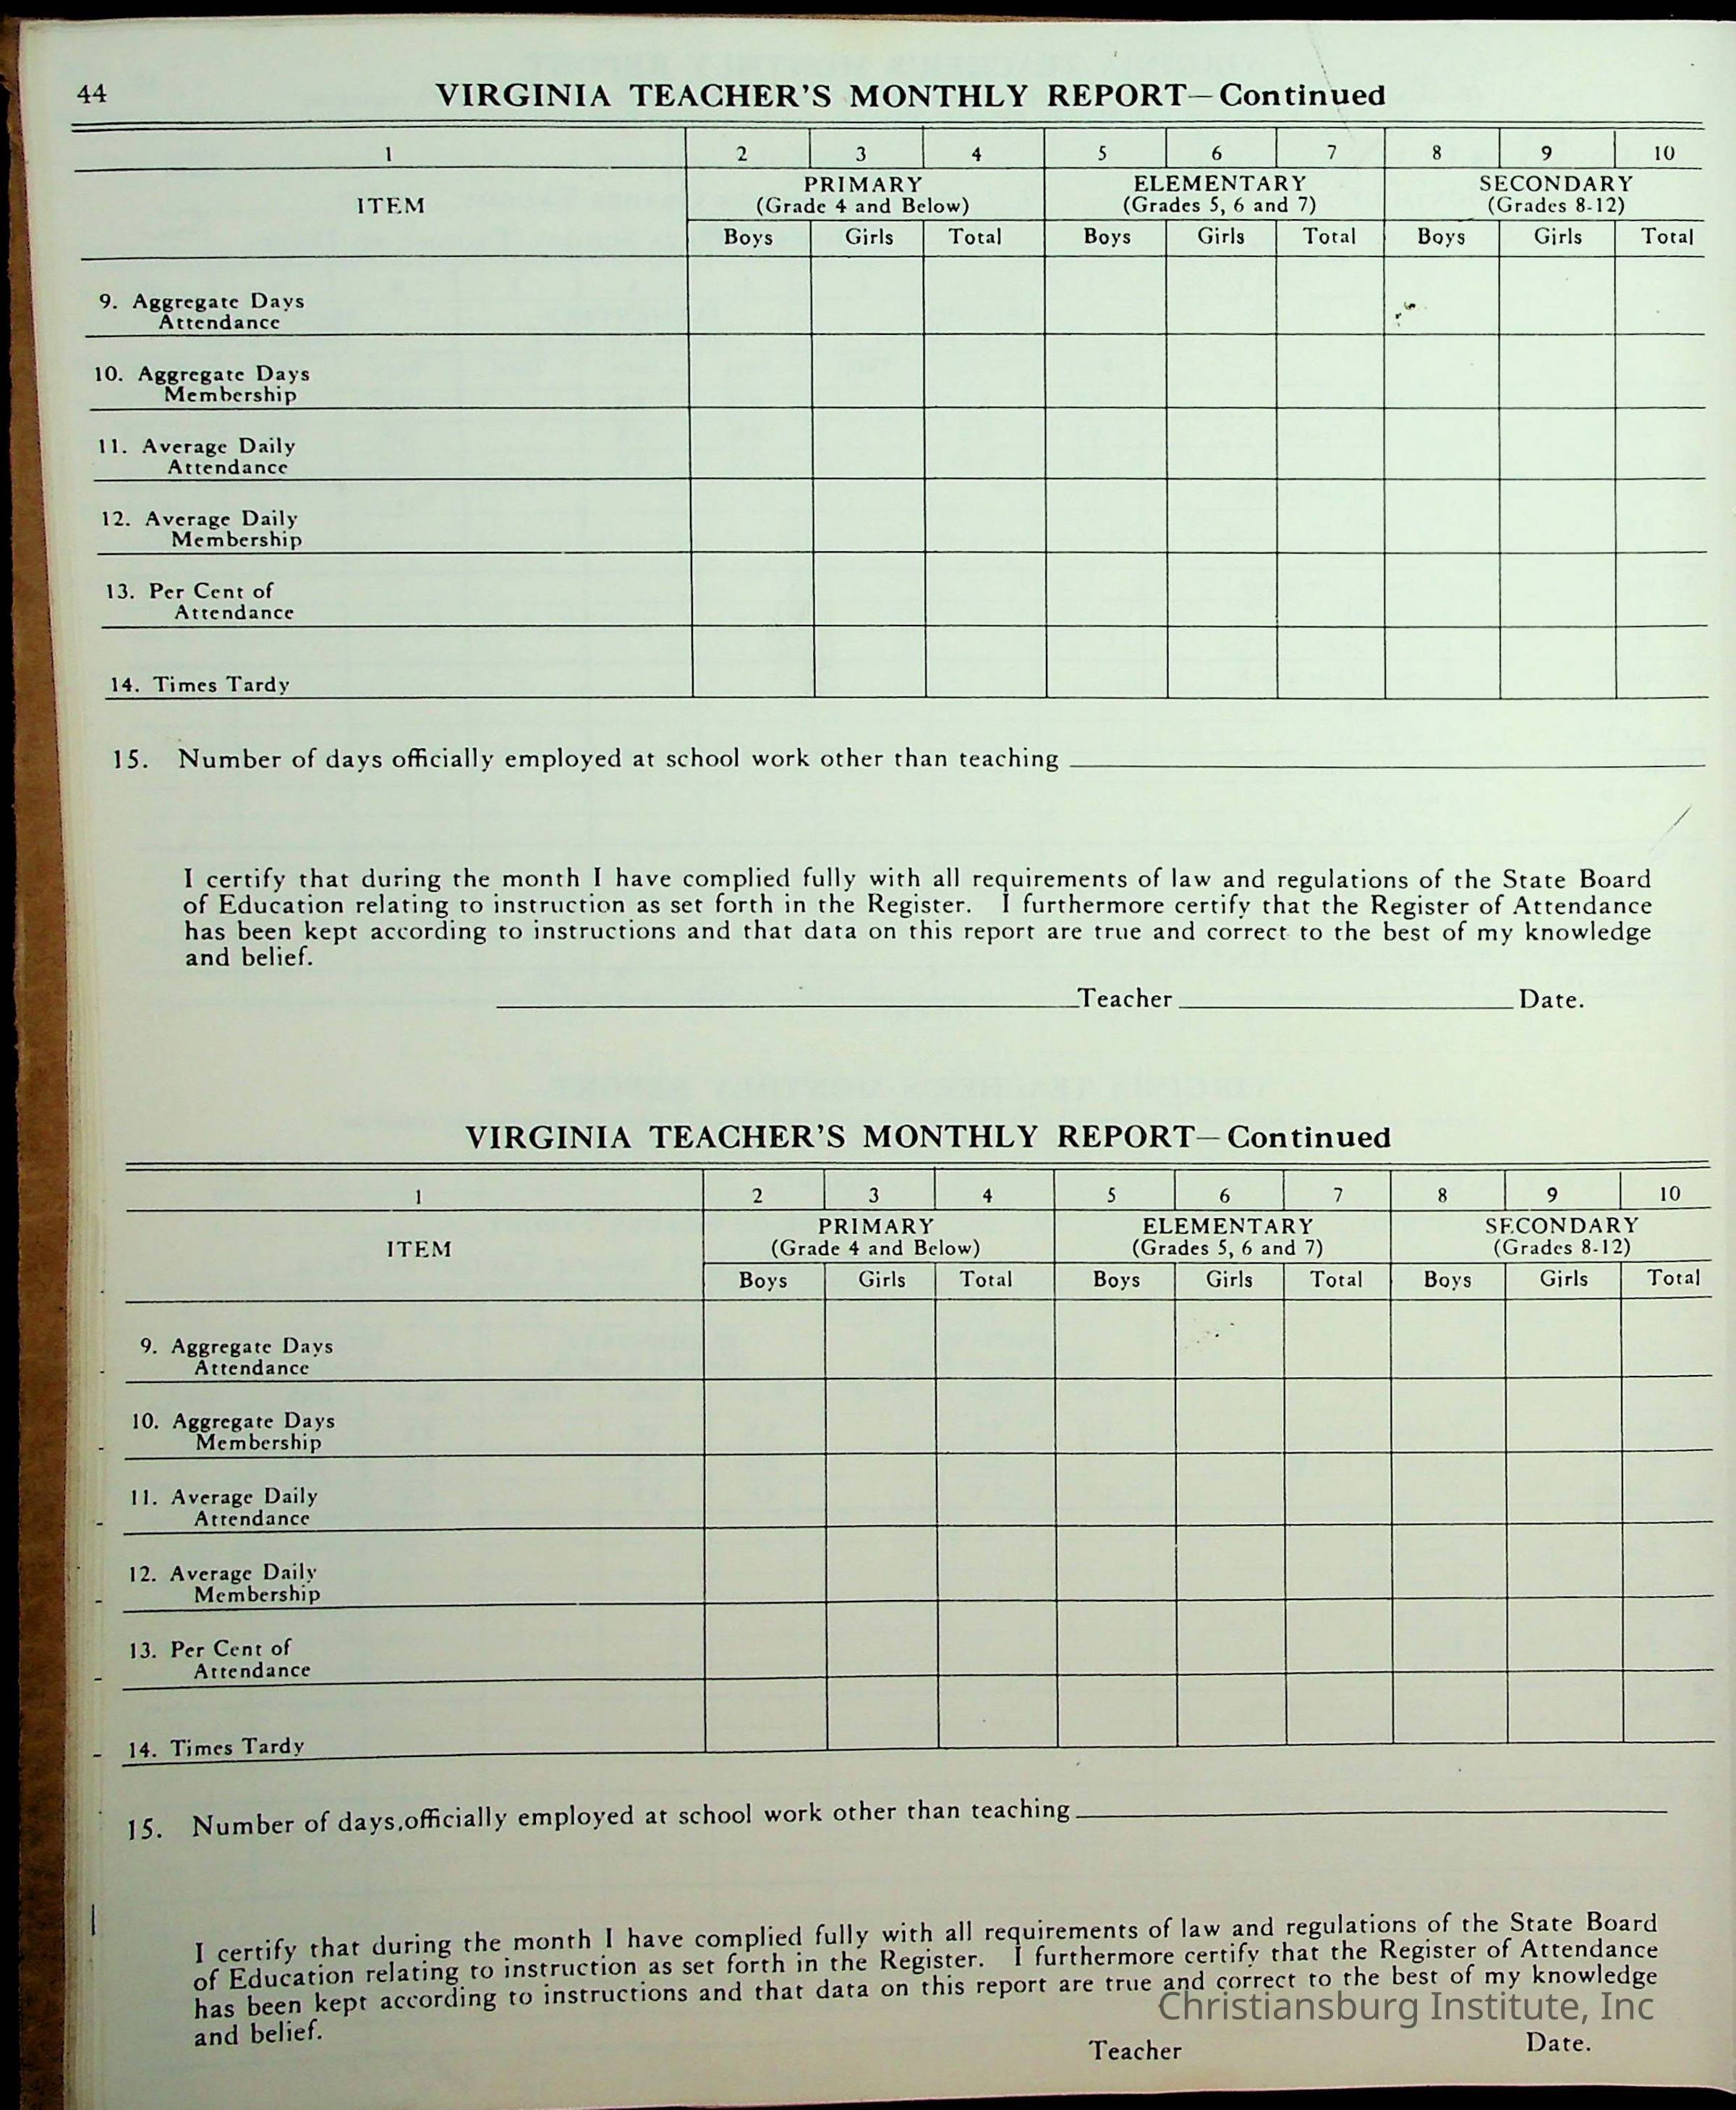 44
VIRGINIA TEACHER'S MONTHLY REPORT—Continued
1 2 3 4 5 6 7 8 9 10
ITEM
PRIMARY ELEMENTARY SECONDARY
(Grade 4 and Below) (Grades 5, 6 and 7) (Grades 8-12)
Boys Girls Total Boys Girls Total Boys Girls Total
9. Aggregate Days
Attendance
10. Aggregate Days
Membership
11. Average Daily
Attendance
12. Average Daily
Membership
13. Per Cent of
Attendance
14. Times Tardy
15. Number of days officially employed at school work other than teaching
I certify that during the month I have complied fully with all requirements of law and regulations of the State Board
of Education relating to instruction as set forth in the Register. I furthermore certify that the Register of Attendance
has been kept according to instructions and that data on this report are true and correct to the best of my knowledge
and belief.
Teacher Date.
VIRGINIA TEACHER'S MONTHLY REPORT—Continued
1 2 3 4 5 6 7 8 9 10
ITEM
PRIMARY ELEMENTARY SECONDARY
(Grade 4 and Below) (Grades 5, 6 and 7) (Grades 8-12)
Boys Girls Total Boys Girls Total Boys Girls Total
9. Aggregate Days
Attendance
10. Aggregate Days
Membership
11. Average Daily
Attendance
12. Average Daily
Membership
13. Per Cent of
Attendance
14. Times Tardy
15. Number of days officially employed at school work other than teaching
I certify that during the month I have complied fully with all requirements of law and regulations of the State Board
of Education relating to instruction as set forth in the Register. I furthermore certify that the Register of Attendance
has been kept according to instructions and that data on this report are true and correct to the best of my knowledge
and belief.
Christiansburg Institute, Inc
Teacher Date.